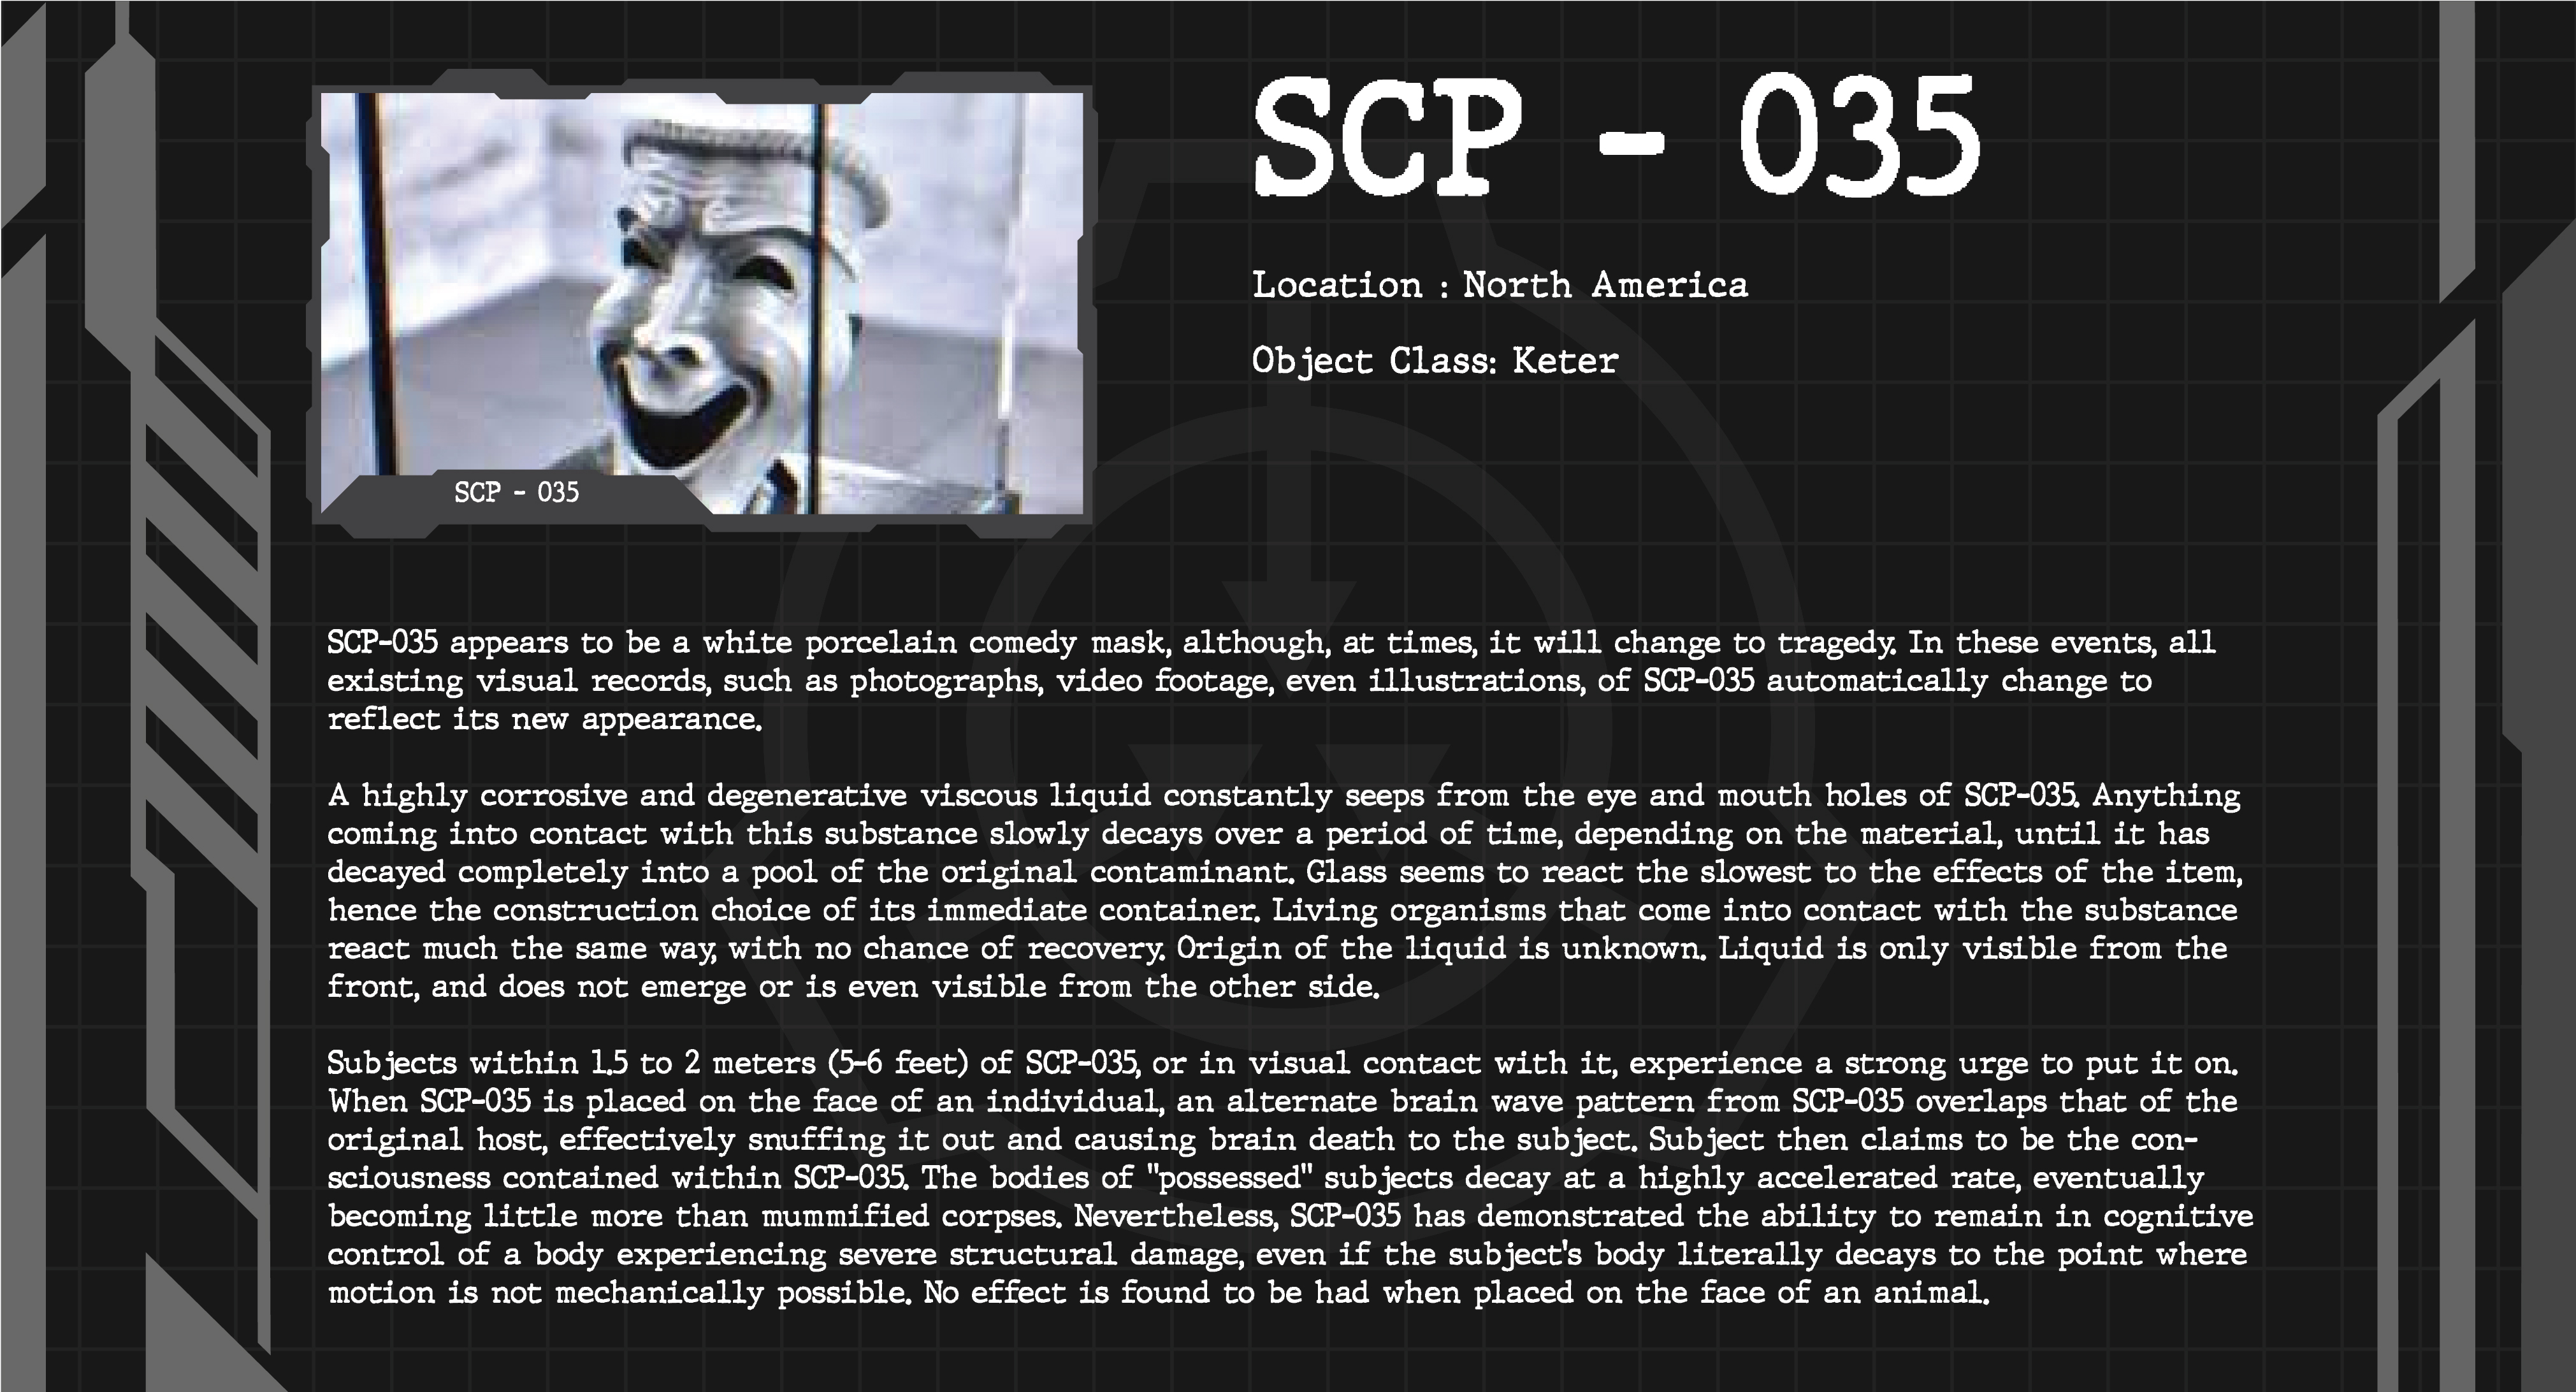 SCP - 035
Location : North America
Object Class: Keter
SCP - 035
SCP-035 appears to be a white porcelain comedy mask, although, at times, it will change to tragedy. In these events, all
existing visual records, such as photographs, video footage, even illustrations, of SCP-035 automatically change to
reflect its new appearance.
A highly corrosive and degenerative viscous liquid constantly seeps from the eye and mouth holes of SCP-035. Anything
coming into contact with this substance slowly decays over a period of time, depending on the material, until it has
decayed completely into a pool of the original contaminant. Glass seems to react the slowest to the effects of the item,
hence the construction choice of its immediate container. Living organisms that come into contact with the substance
react much the same way, with no chance of recovery. Origin of the liquid is unknown. Liquid is only visible from the
front, and does not emerge or is even visible from the other side.
Subjects within 1.5 to 2 meters (5-6 feet) of SCP-035, or in visual contact with it, experience a strong urge to put it on.
When SCP-035 is placed on the face of an individual, an alternate brain wave pattern from SCP-035 overlaps that of the
original host, effectively snuffing it out and causing brain death to the subject. Subject then claims to be the con-
sciousness contained within SCP-035. The bodies of "possessed" subjects decay at a highly accelerated rate, eventually
becoming little more than mummified corpses. Nevertheless, SCP-035 has demonstrated the ability to remain in cognitive
control of a body experiencing severe structural damage, even if the subject's body literally decays to the point where
motion is not mechanically possible. No effect is found to be had when placed on the face of an animal.